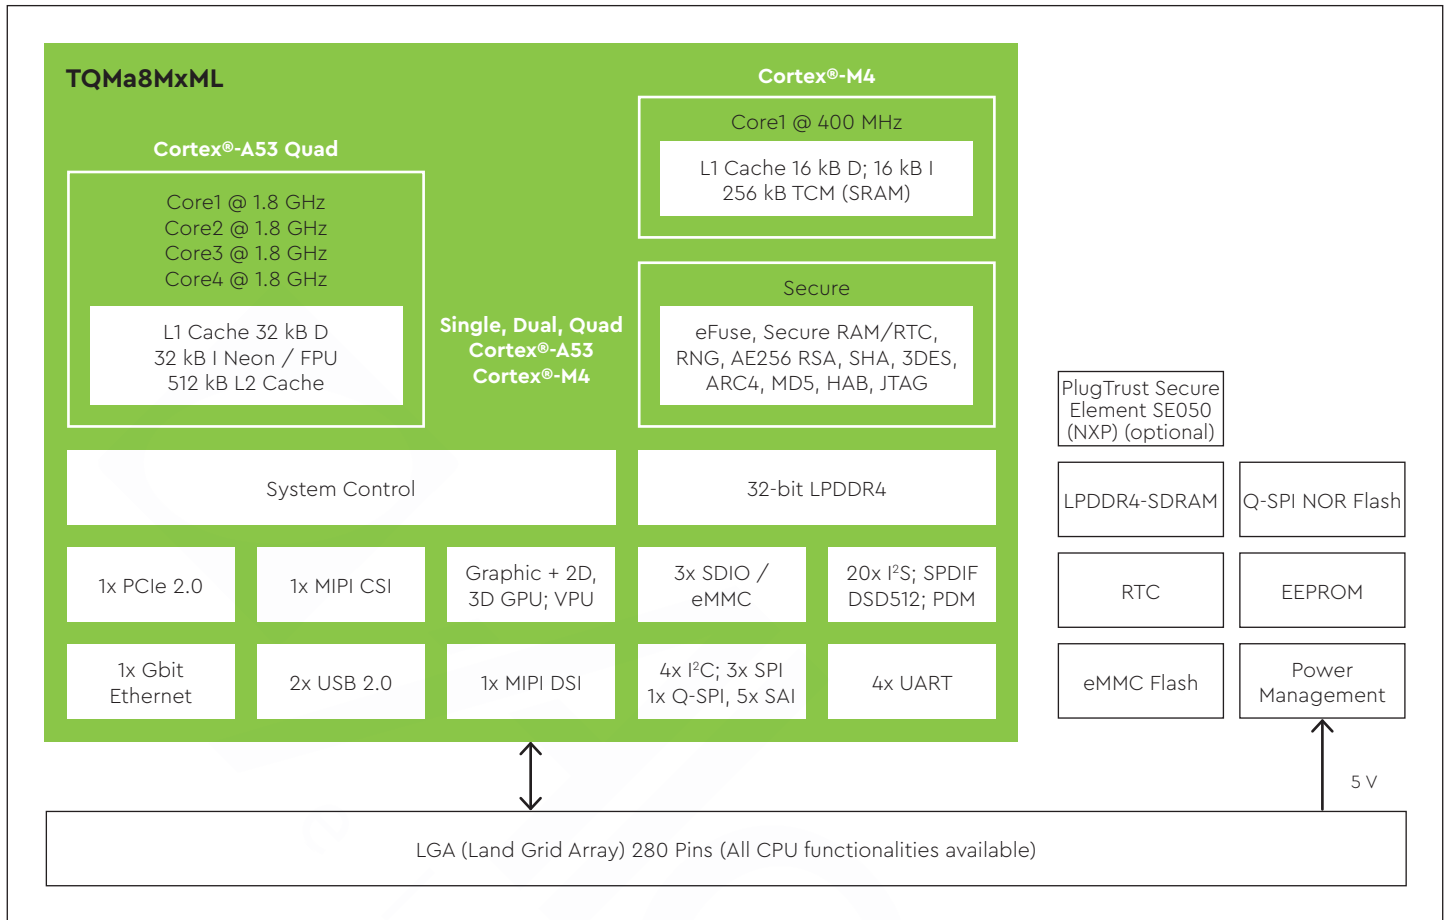 TQMa8MxML
Cortex®-A53 Quad
Core1 @ 1.8 GHz
Core2 @ 1.8 GHz
Core3 @ 1.8 GHz
Core4 @ 1.8 GHz
L1 Cache 32 kB D
32 kB I Neon / FPU
512 kB L2 Cache
Single, Dual, Quad
Cortex®-A53
Cortex®-M4
Cortex®-M4
Core1 @ 400 MHz
L1 Cache 16 kB D; 16 kB I
256 kB TCM (SRAM)
Secure
eFuse, Secure RAM/RTC,
RNG, AE256 RSA, SHA, 3DES,
ARC4, MD5, HAB, JTAG
System Control
32-bit LPDDR4
1x PCIe 2.0
1x MIPI CSI
Graphic + 2D,
3D GPU; VPU
3x SDIO /
eMMC
20x I²S; SPDIF
DSD512; PDM
1x Gbit
Ethernet
2x USB 2.0
1x MIPI DSI
4x I²C; 3x SPI
1x Q-SPI, 5x SAI
4x UART
PlugTrust Secure
Element SE050
(NXP) (optional)
LPDDR4-SDRAM
Q-SPI NOR Flash
RTC
EEPROM
eMMC Flash
Power
Management
5 V
LGA (Land Grid Array) 280 Pins (All CPU functionalities available)